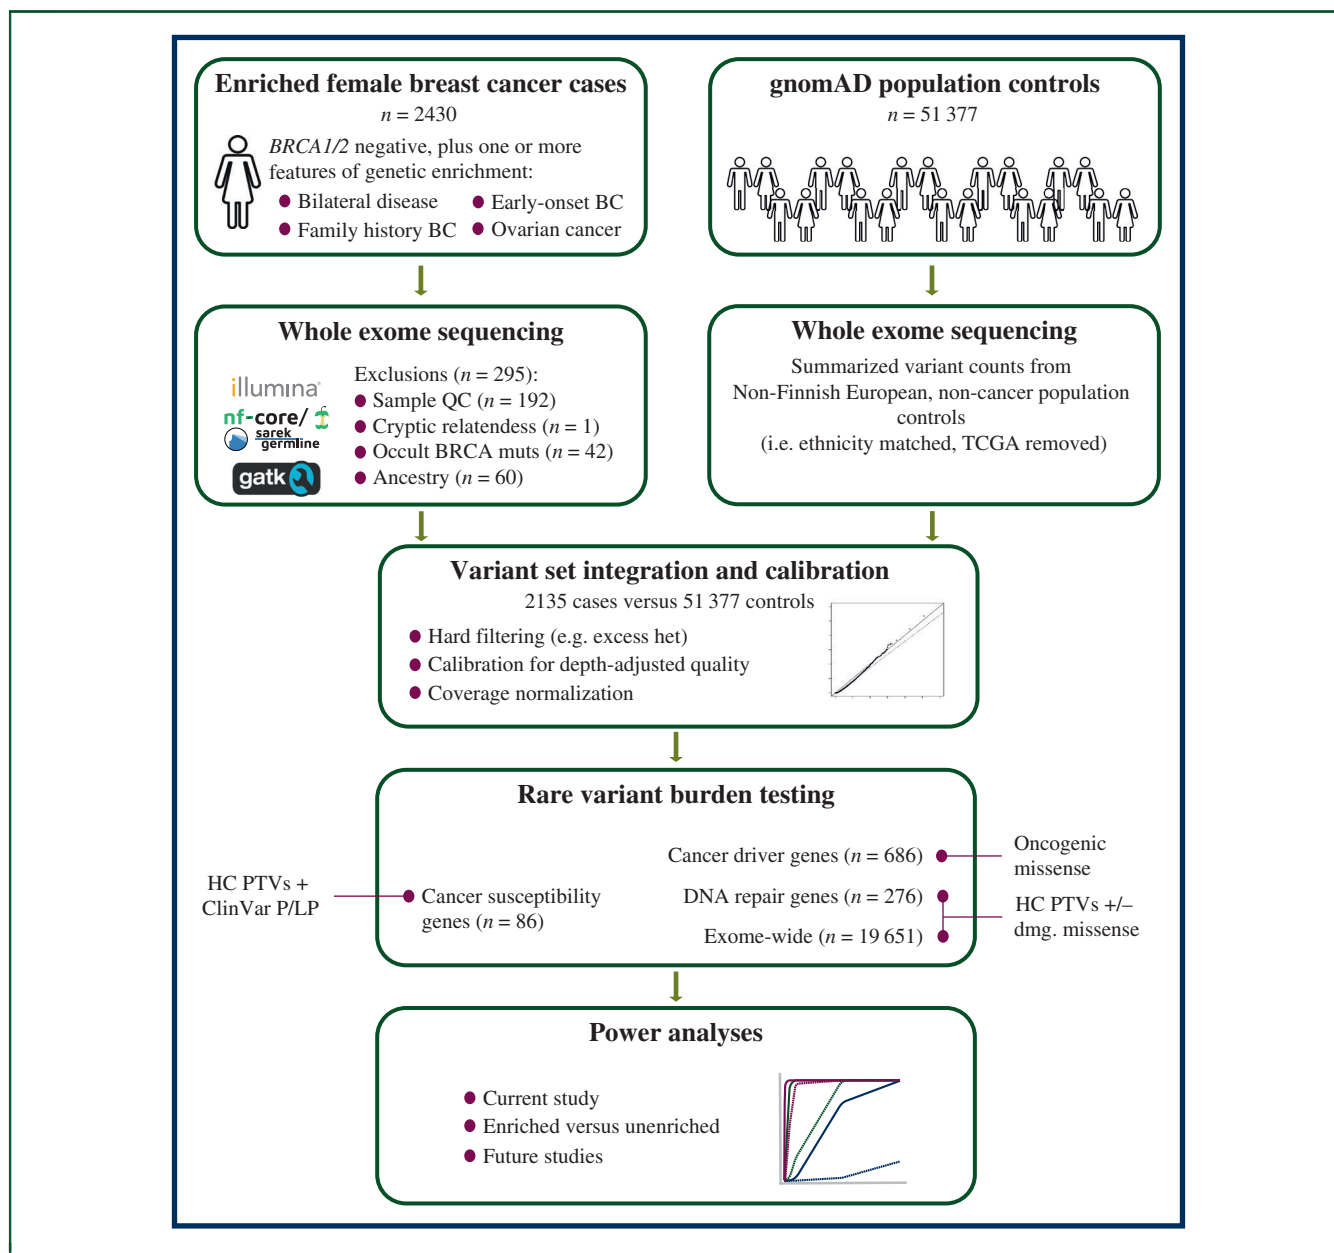 Enriched female breast cancer cases
n = 2430
BRCA1/2 negative, plus one or more
features of genetic enrichment:
Bilateral disease
Early-onset BC
Family history BC
Ovarian cancer
gnomAD population controls
n = 51 377
Whole exome sequencing
illumina®
nf-core/
sarek
germline
gatk
Exclusions (n = 295):
Sample QC (n = 192)
Cryptic relatendess (n = 1)
Occult BRCA muts (n = 42)
Ancestry (n = 60)
Whole exome sequencing
Summarized variant counts from
Non-Finnish European, non-cancer population
controls
(i.e. ethnicity matched, TCGA removed)
Variant set integration and calibration
2135 cases versus 51 377 controls
Hard filtering (e.g. excess het)
Calibration for depth-adjusted quality
Coverage normalization
Rare variant burden testing
HC PTVs +
ClinVar P/LP
Cancer susceptibility
genes (n = 86)
Cancer driver genes (n = 686)
DNA repair genes (n = 276)
Exome-wide (n = 19 651)
Oncogenic
missense
HC PTVs +/–
dmg. missense
Power analyses
Current study
Enriched versus unenriched
Future studies